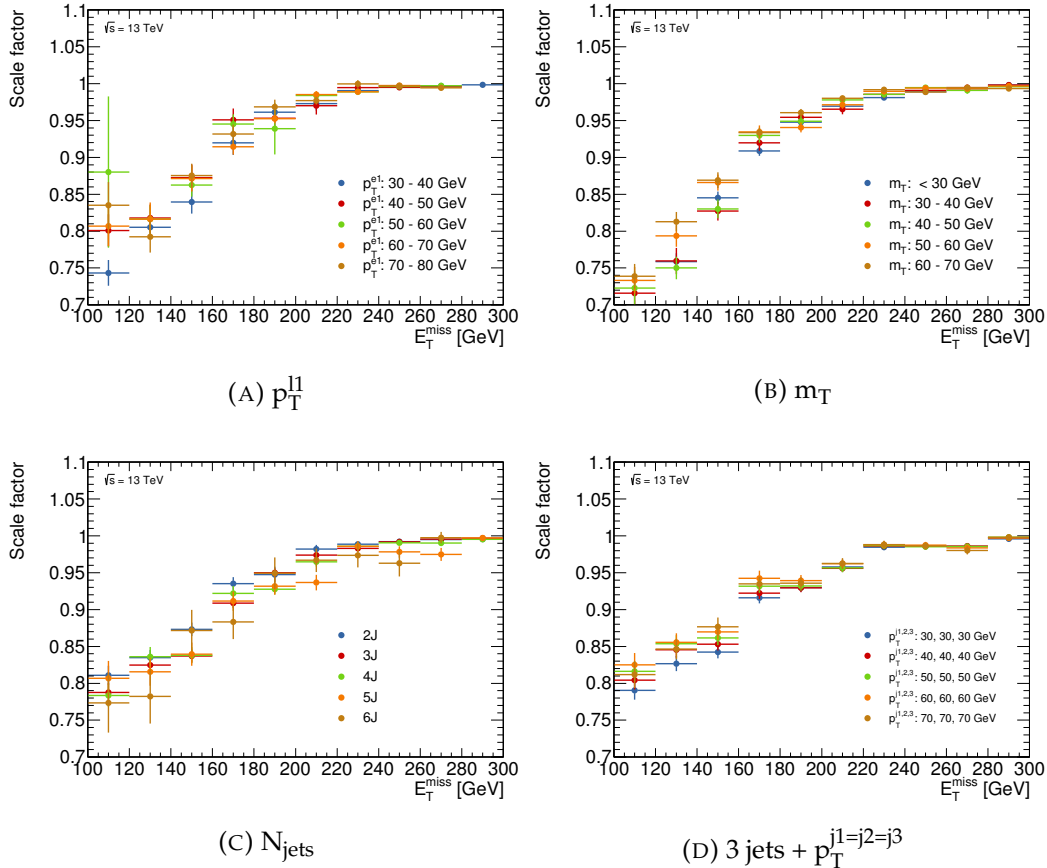 Scale factor
√s = 13 TeV
1.1
1.05
1
0.95
0.9
0.85
0.8
0.75
0.7
p_T^e1: 30 - 40 GeV
p_T^e1: 40 - 50 GeV
p_T^e1: 50 - 60 GeV
p_T^e1: 60 - 70 GeV
p_T^e1: 70 - 80 GeV
100 120 140 160 180 200 220 240 260 280 300
E_T^miss [GeV]
(A) p_T^l1
Scale factor
√s = 13 TeV
1.1
1.05
1
0.95
0.9
0.85
0.8
0.75
0.7
m_T: < 30 GeV
m_T: 30 - 40 GeV
m_T: 40 - 50 GeV
m_T: 50 - 60 GeV
m_T: 60 - 70 GeV
100 120 140 160 180 200 220 240 260 280 300
E_T^miss [GeV]
(B) m_T
Scale factor
√s = 13 TeV
1.1
1.05
1
0.95
0.9
0.85
0.8
0.75
0.7
2J
3J
4J
5J
6J
100 120 140 160 180 200 220 240 260 280 300
E_T^miss [GeV]
(C) N_jets
Scale factor
√s = 13 TeV
1.1
1.05
1
0.95
0.9
0.85
0.8
0.75
0.7
p_T^j1,2,3: 30, 30, 30 GeV
p_T^j1,2,3: 40, 40, 40 GeV
p_T^j1,2,3: 50, 50, 50 GeV
p_T^j1,2,3: 60, 60, 60 GeV
p_T^j1,2,3: 70, 70, 70 GeV
100 120 140 160 180 200 220 240 260 280 300
E_T^miss [GeV]
(D) 3 jets + p_T^j1=j2=j3